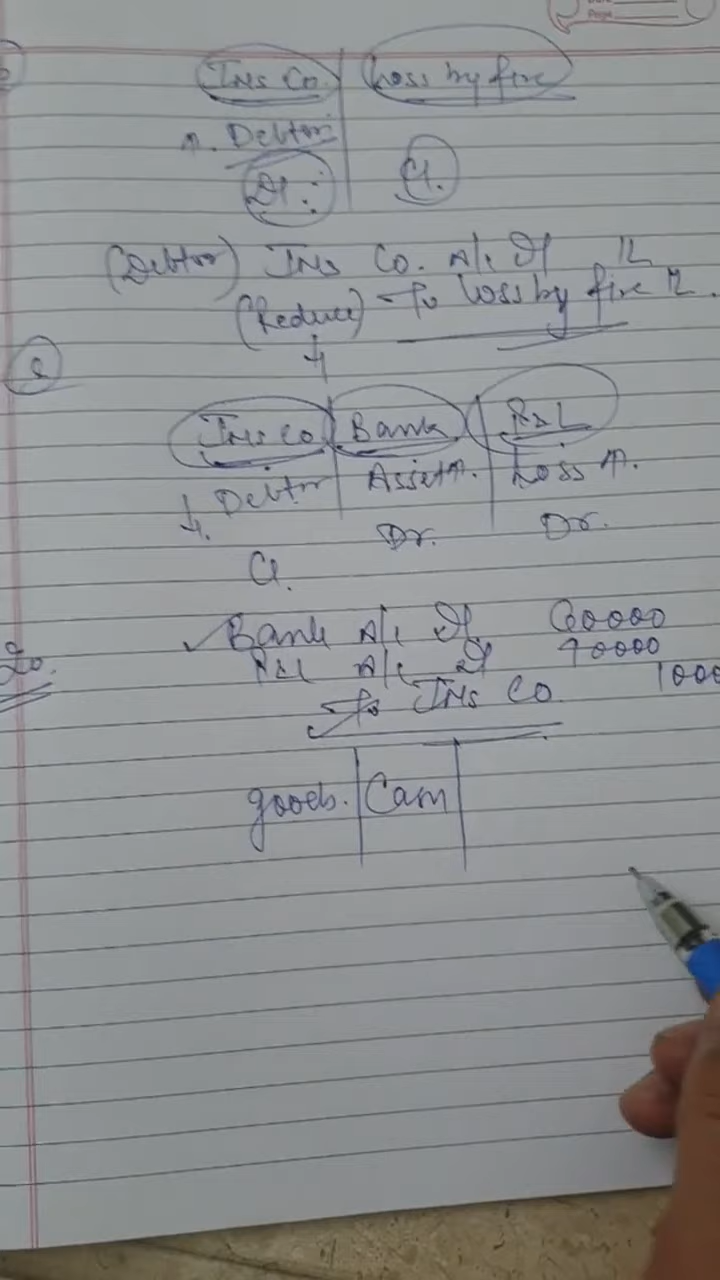 Ins Co. Loss by fire
↑. Debtor
Dr. Cr.
(Debtor) Ins Co. A/c Dr 1L
(Reduce) To Loss by fire 1L.
Ins Co Bank P&L
↓. Debtor Asset↑. Loss ↑.
Cr. Dr. Dr.
✓ Bank A/c Dr 60000
P&L A/c Dr
To Ins Co 1000
goods. Cam